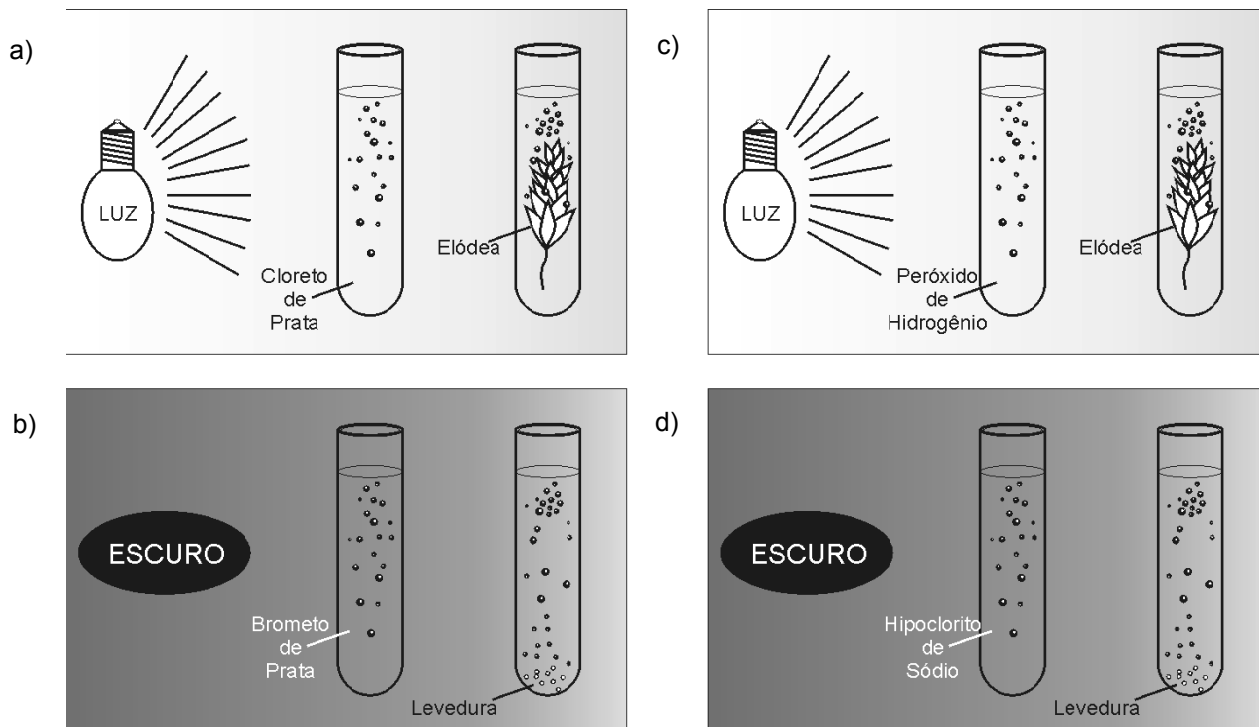 a)
LUZ
Cloreto
de
Prata
Elódea
c)
LUZ
Peróxido
de
Hidrogênio
Elódea
b)
ESCURO
Brometo
de
Prata
Levedura
d)
ESCURO
Hipoclorito
de
Sódio
Levedura